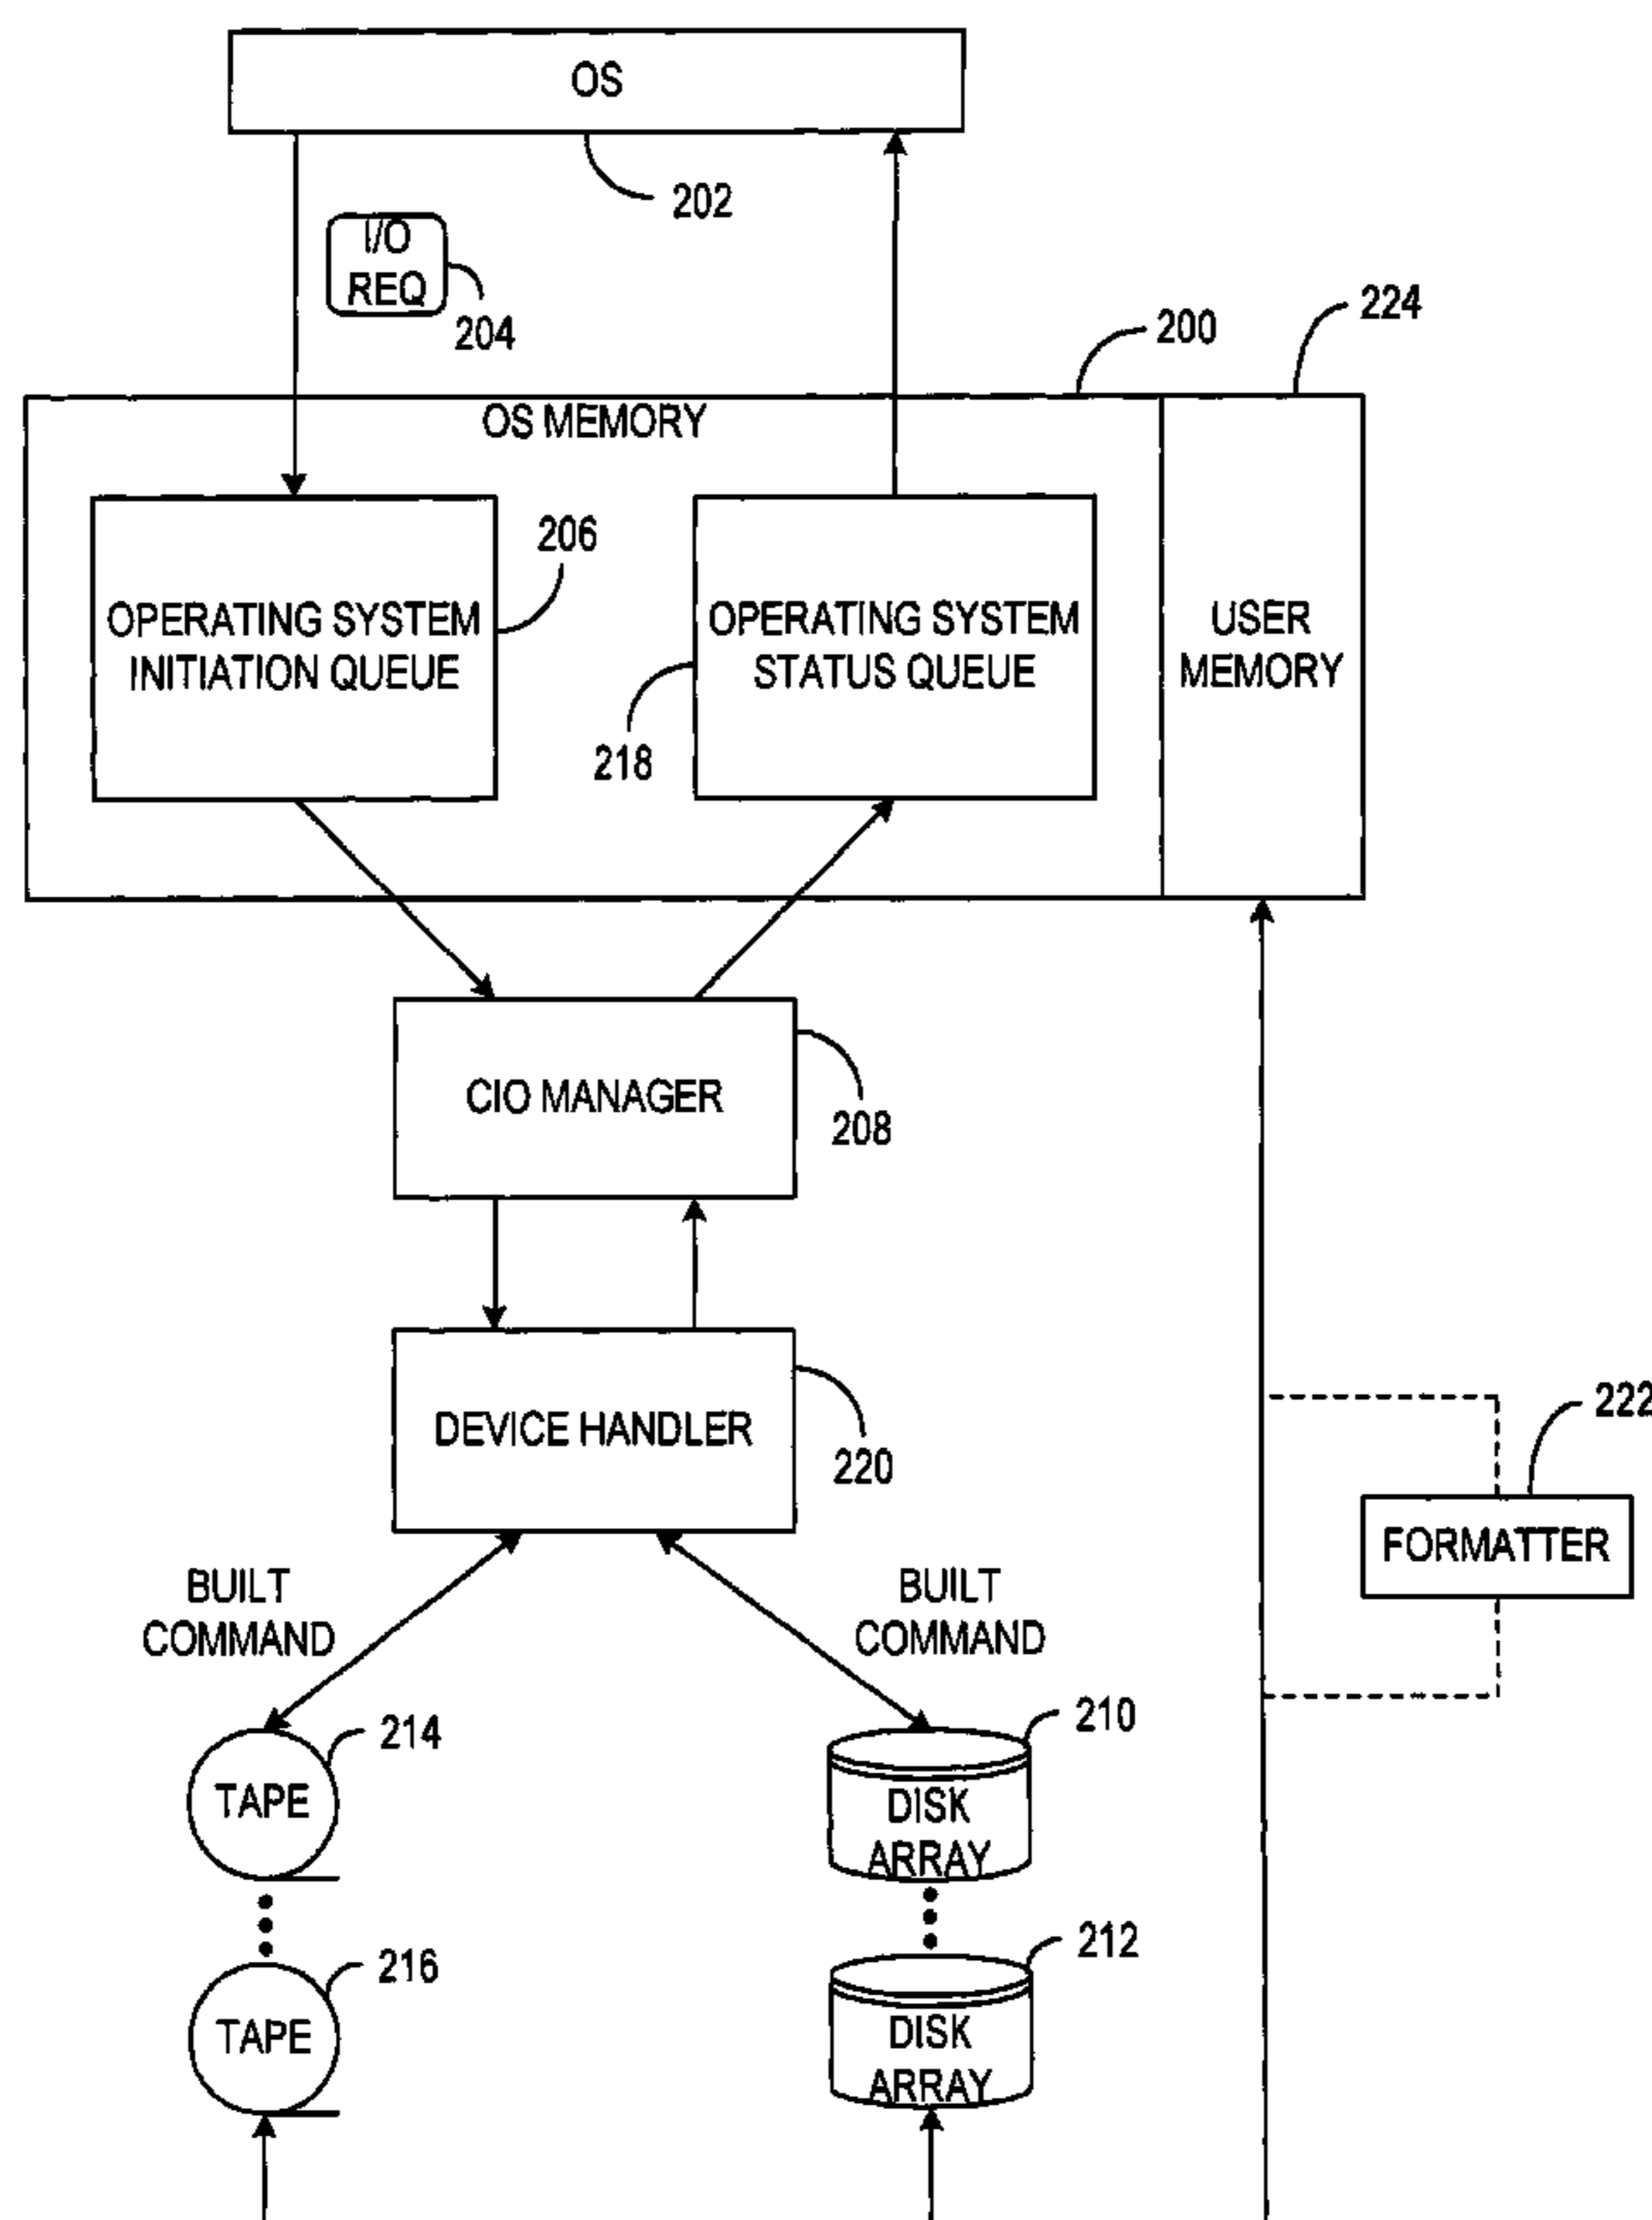 OS
202
I/O
REQ
204
200
224
OS MEMORY
206
OPERATING SYSTEM
INITIATION QUEUE
OPERATING SYSTEM
STATUS QUEUE
218
USER
MEMORY
CIO MANAGER
208
DEVICE HANDLER
220
222
FORMATTER
BUILT
COMMAND
BUILT
COMMAND
214
TAPE
210
DISK
ARRAY
216
TAPE
212
DISK
ARRAY